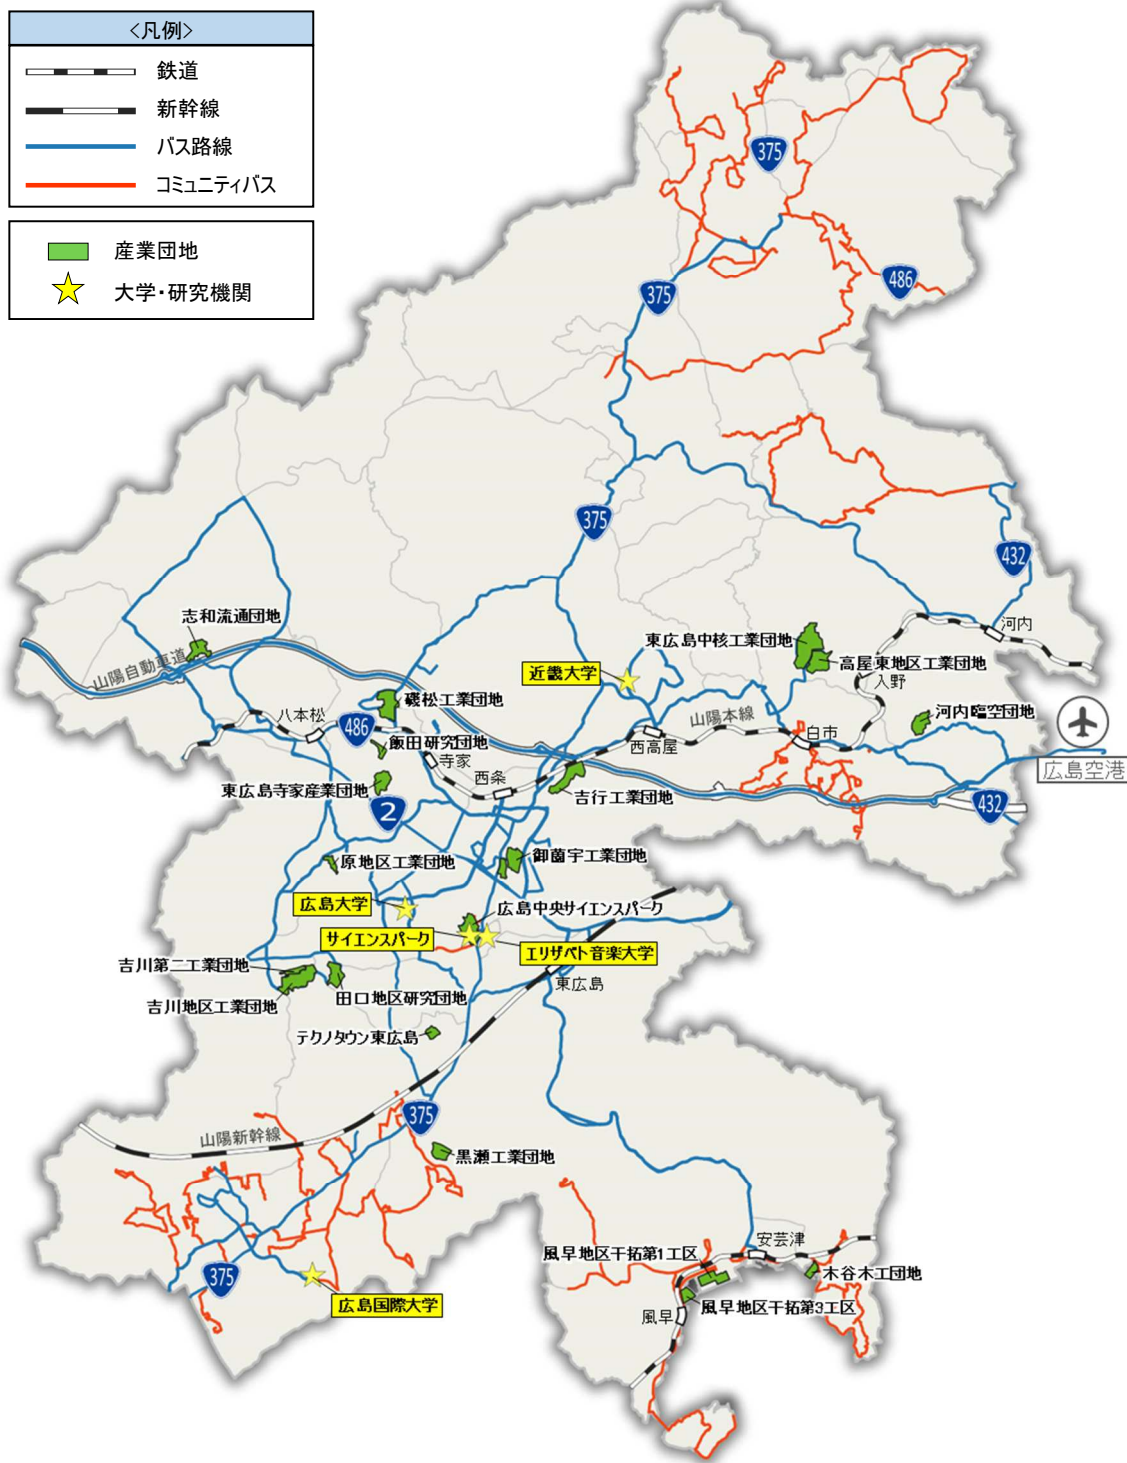 <凡例>
鉄道
新幹線
バス路線
コミュニティバス
産業団地
大学・研究機関
375
486
375
375
432
志和流通団地
山陽自動車道
東広島中核工業団地
河内
近畿大学
高屋東地区工業団地
入野
磯松工業団地
八本松
486
山陽本線
河内臨空団地
飯田研究団地
西高屋
白市
寺家
広島空港
西条
東広島寺家産業団地
吉行工業団地
2
432
原地区工業団地
御薗宇工業団地
広島大学
広島中央サイエンスパーク
サイエンスパーク
エリザベト音楽大学
吉川第二工業団地
東広島
吉川地区工業団地
田口地区研究団地
テクノタウン東広島
375
山陽新幹線
黒瀬工業団地
安芸津
風早地区干拓第1工区
木谷木工団地
375
広島国際大学
風早地区干拓第3工区
風早